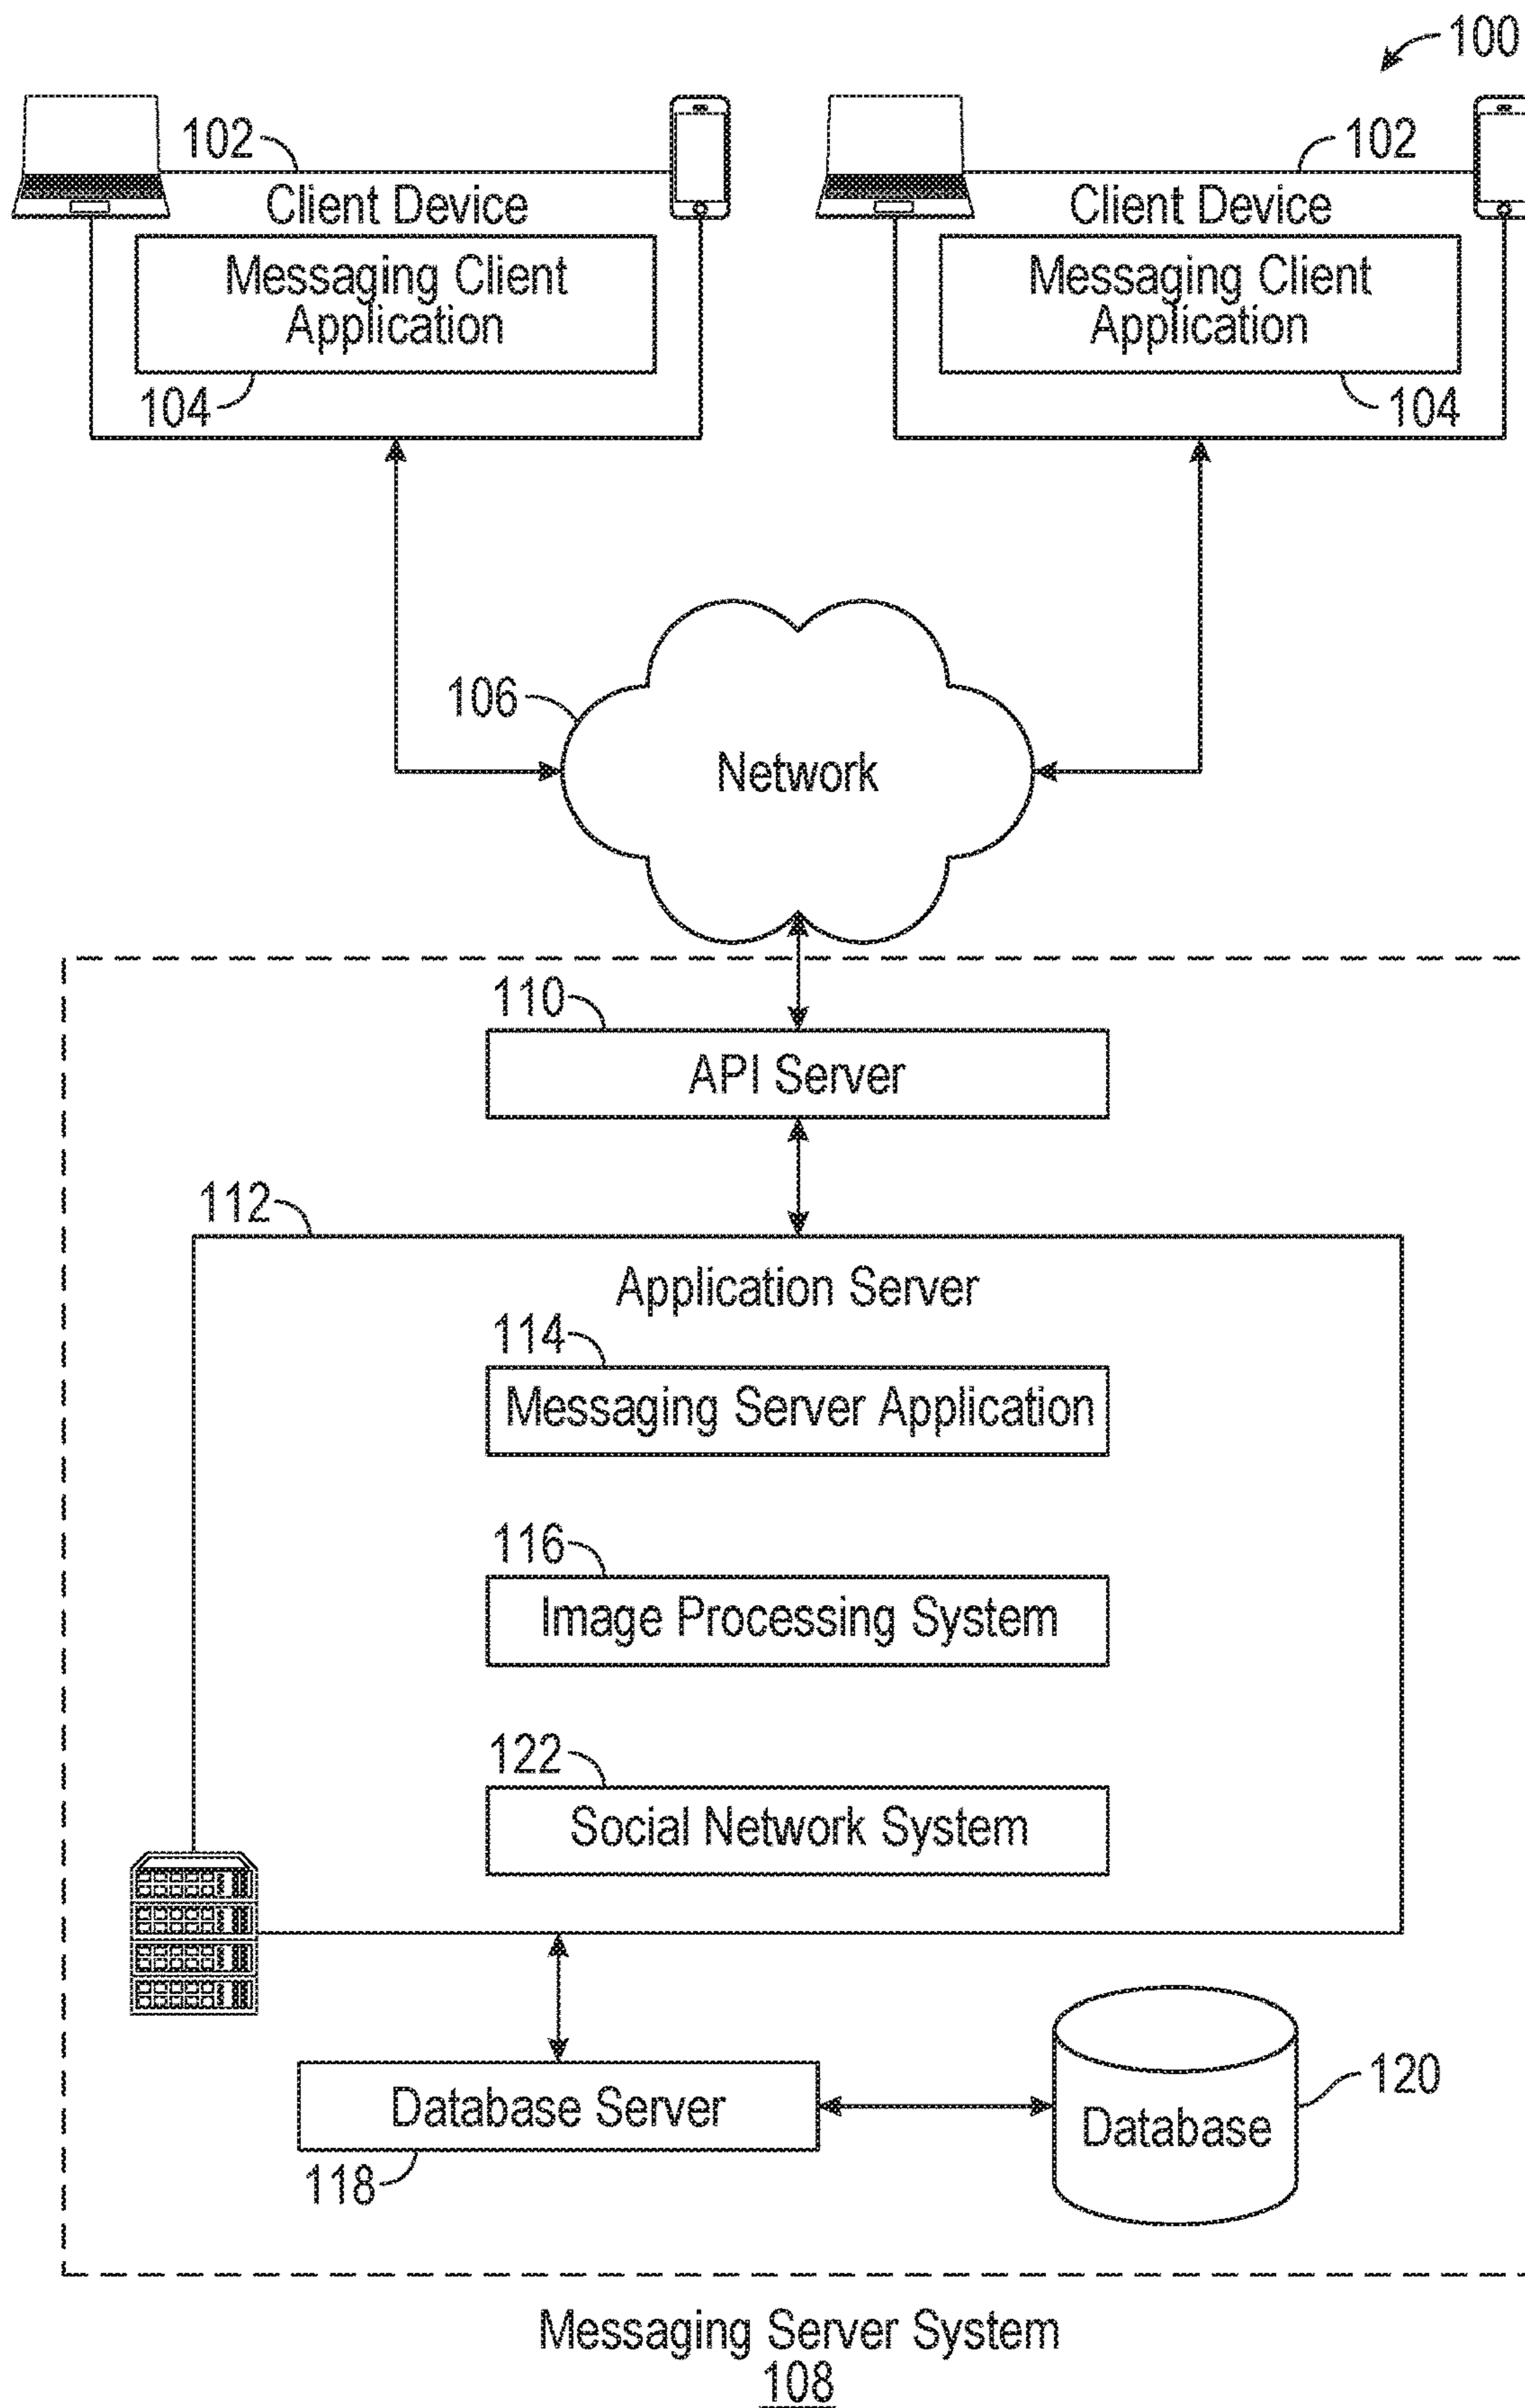 100
102
102
Client Device
Client Device
Messaging Client
Application
Messaging Client
Application
104
104
106
Network
110
API Server
112
Application Server
114
Messaging Server Application
116
Image Processing System
122
Social Network System
Database Server
118
Database
120
Messaging Server System
108